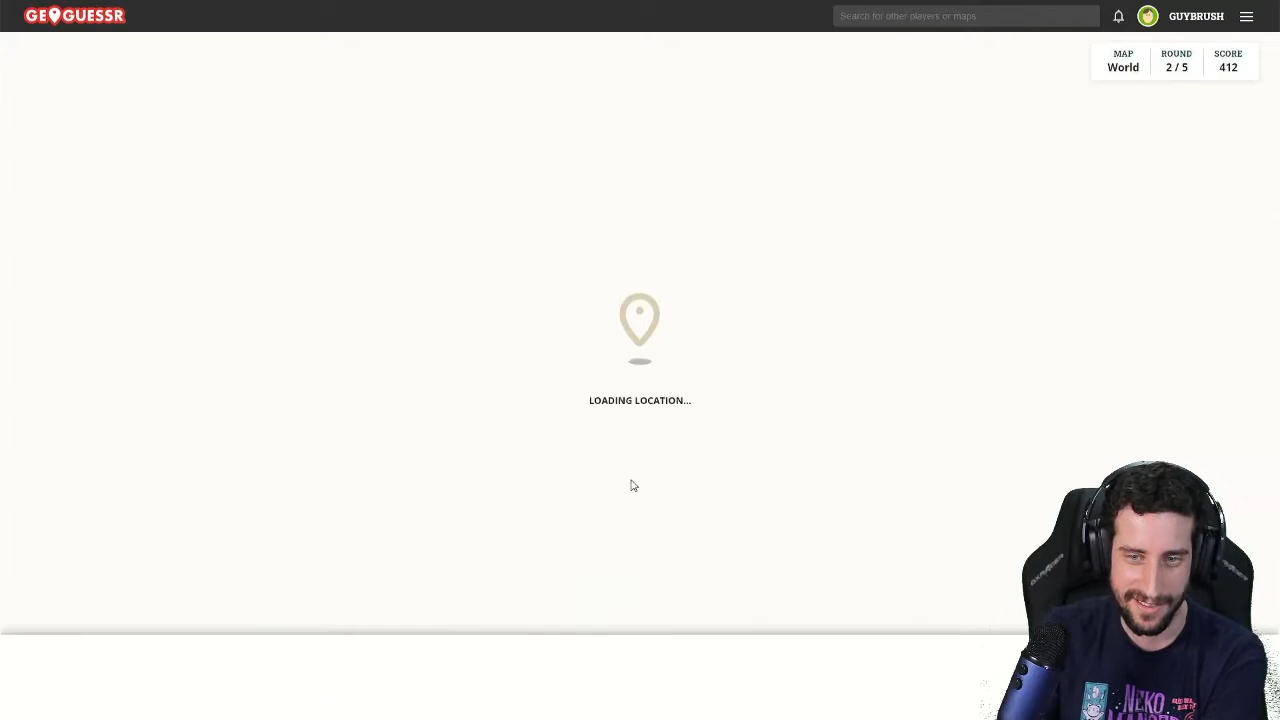 GEOGUESSR
Search for other players or maps
GUYBRUSH
MAP
World
ROUND
2 / 5
SCORE
412
LOADING LOCATION...
NEKO